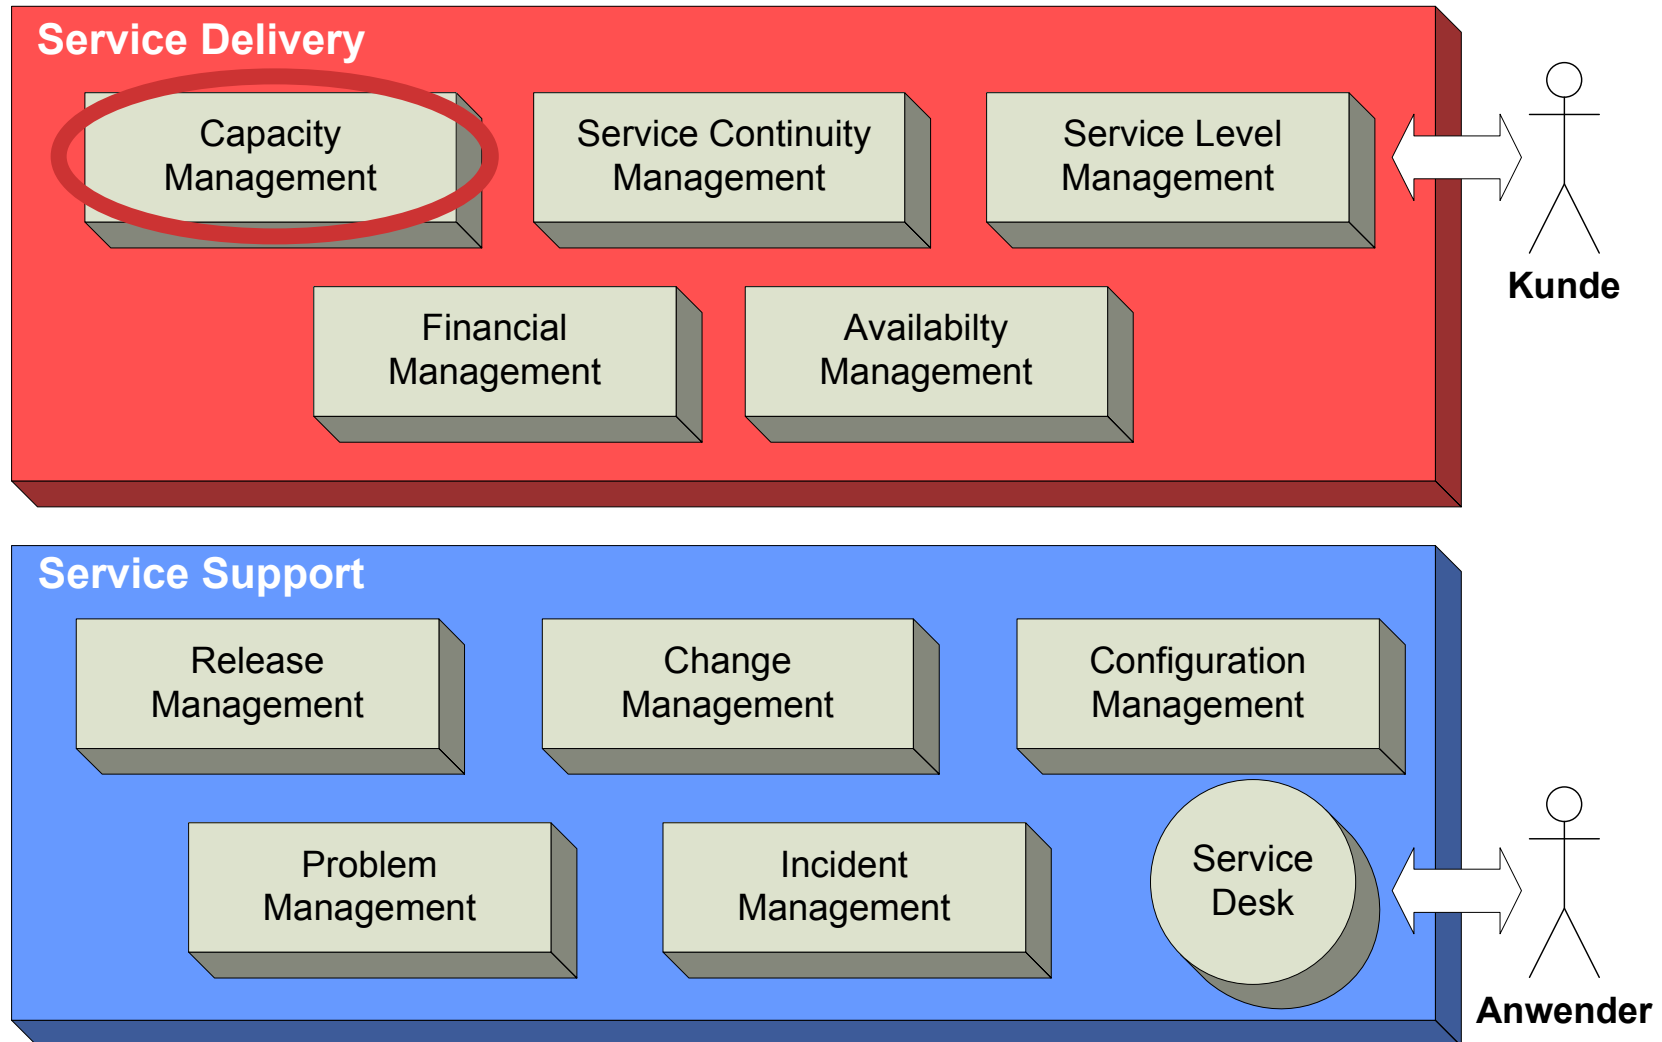 Service Delivery
Capacity
Management
Service Continuity
Management
Service Level
Management
Kunde
Financial
Management
Availabilty
Management
Service Support
Release
Management
Change
Management
Configuration
Management
Problem
Management
Incident
Management
Service
Desk
Anwender